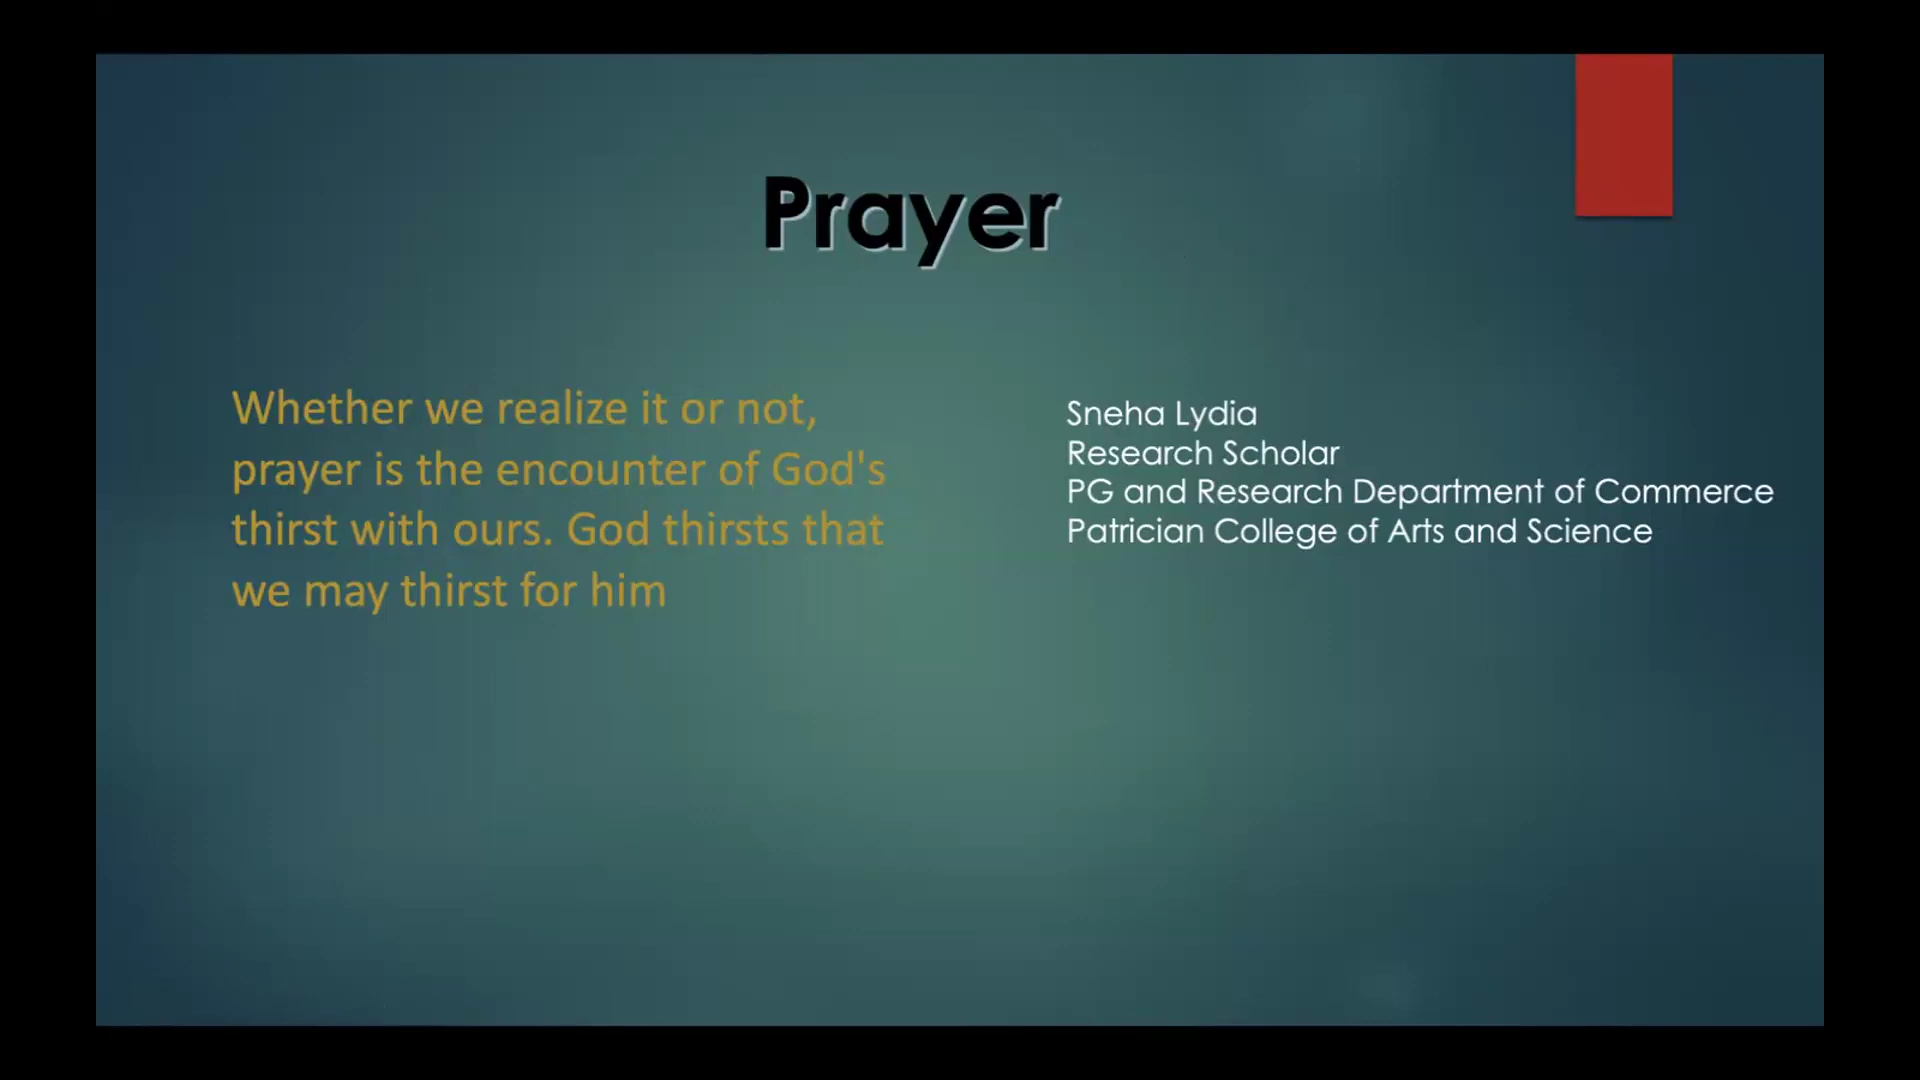 Prayer
Whether we realize it or not,
prayer is the encounter of God's
thirst with ours. God thirsts that
we may thirst for him
Sneha Lydia
Research Scholar
PG and Research Department of Commerce
Patrician College of Arts and Science